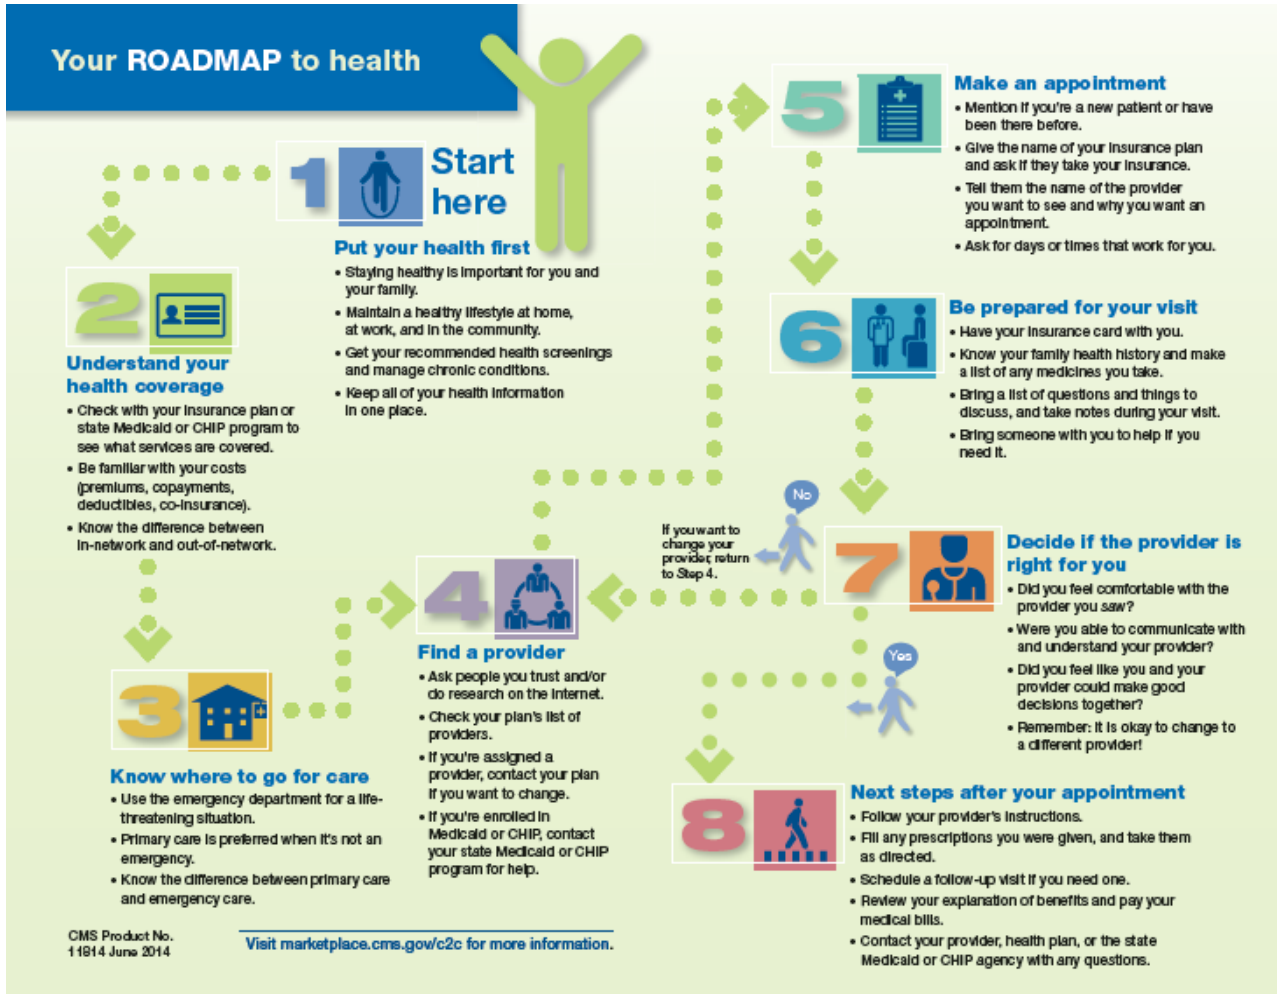 Your ROADMAP to health
1
Start
here
Put your health first
• Staying healthy is important for you and
your family.
• Maintain a healthy lifestyle at home,
at work, and in the community.
• Get your recommended health screenings
and manage chronic conditions.
• Keep all of your health information
in one place.
2
Understand your
health coverage
• Check with your insurance plan or
state Medicaid or CHIP program to
see what services are covered.
• Be familiar with your costs
(premiums, copayments,
deductibles, co-insurance).
• Know the difference between
in-network and out-of-network.
3
Know where to go for care
• Use the emergency department for a life-
threatening situation.
• Primary care is preferred when it's not an
emergency.
• Know the difference between primary care
and emergency care.
4
Find a provider
• Ask people you trust and/or
do research on the internet.
• Check your plan's list of
providers.
• If you're assigned a
provider, contact your plan
if you want to change.
• If you're enrolled in
Medicaid or CHIP, contact
your state Medicaid or CHIP
program for help.
5
Make an appointment
• Mention if you're a new patient or have
been there before.
• Give the name of your insurance plan
and ask if they take your insurance.
• Tell them the name of the provider
you want to see and why you want an
appointment.
• Ask for days or times that work for you.
6
Be prepared for your visit
• Have your insurance card with you.
• Know your family health history and make
a list of any medicines you take.
• Bring a list of questions and things to
discuss, and take notes during your visit.
• Bring someone with you to help if you
need it.
No
If you want to
change your
provider, return
to Step 4.
7
Decide if the provider is
right for you
• Did you feel comfortable with the
provider you saw?
• Were you able to communicate with
and understand your provider?
• Did you feel like you and your
provider could make good
decisions together?
• Remember: it is okay to change to
a different provider!
Yes
8
Next steps after your appointment
• Follow your provider's instructions.
• Fill any prescriptions you were given, and take them
as directed.
• Schedule a follow-up visit if you need one.
• Review your explanation of benefits and pay your
medical bills.
• Contact your provider, health plan, or the state
Medicaid or CHIP agency with any questions.
CMS Product No.
11814 June 2014
Visit marketplace.cms.gov/c2c for more information.